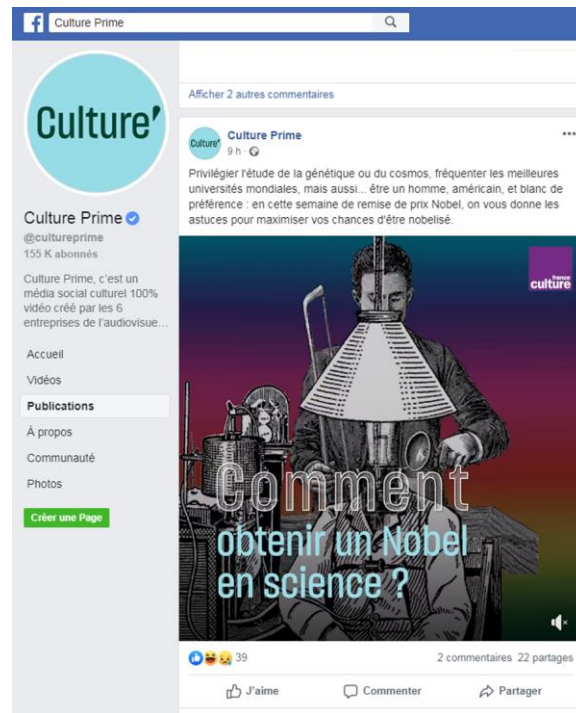 Culture Prime
Culture'
Culture Prime
@cultureprime
155 K abonnés
Culture Prime, c'est un
média social culturel 100%
vidéo créé par les 6
entreprises de l'audiovisue...
Accueil
Vidéos
Publications
À propos
Communauté
Photos
Créer une Page
Afficher 2 autres commentaires
Culture'
Culture Prime
9 h ·
Privilégier l'étude de la génétique ou du cosmos, fréquenter les meilleures
universités mondiales, mais aussi... être un homme, américain, et blanc de
préférence : en cette semaine de remise de prix Nobel, on vous donne les
astuces pour maximiser vos chances d'être nobelisé.
france
culture
Comment
obtenir un Nobel
en science ?
39
2 commentaires 22 partages
J'aime Commenter Partager